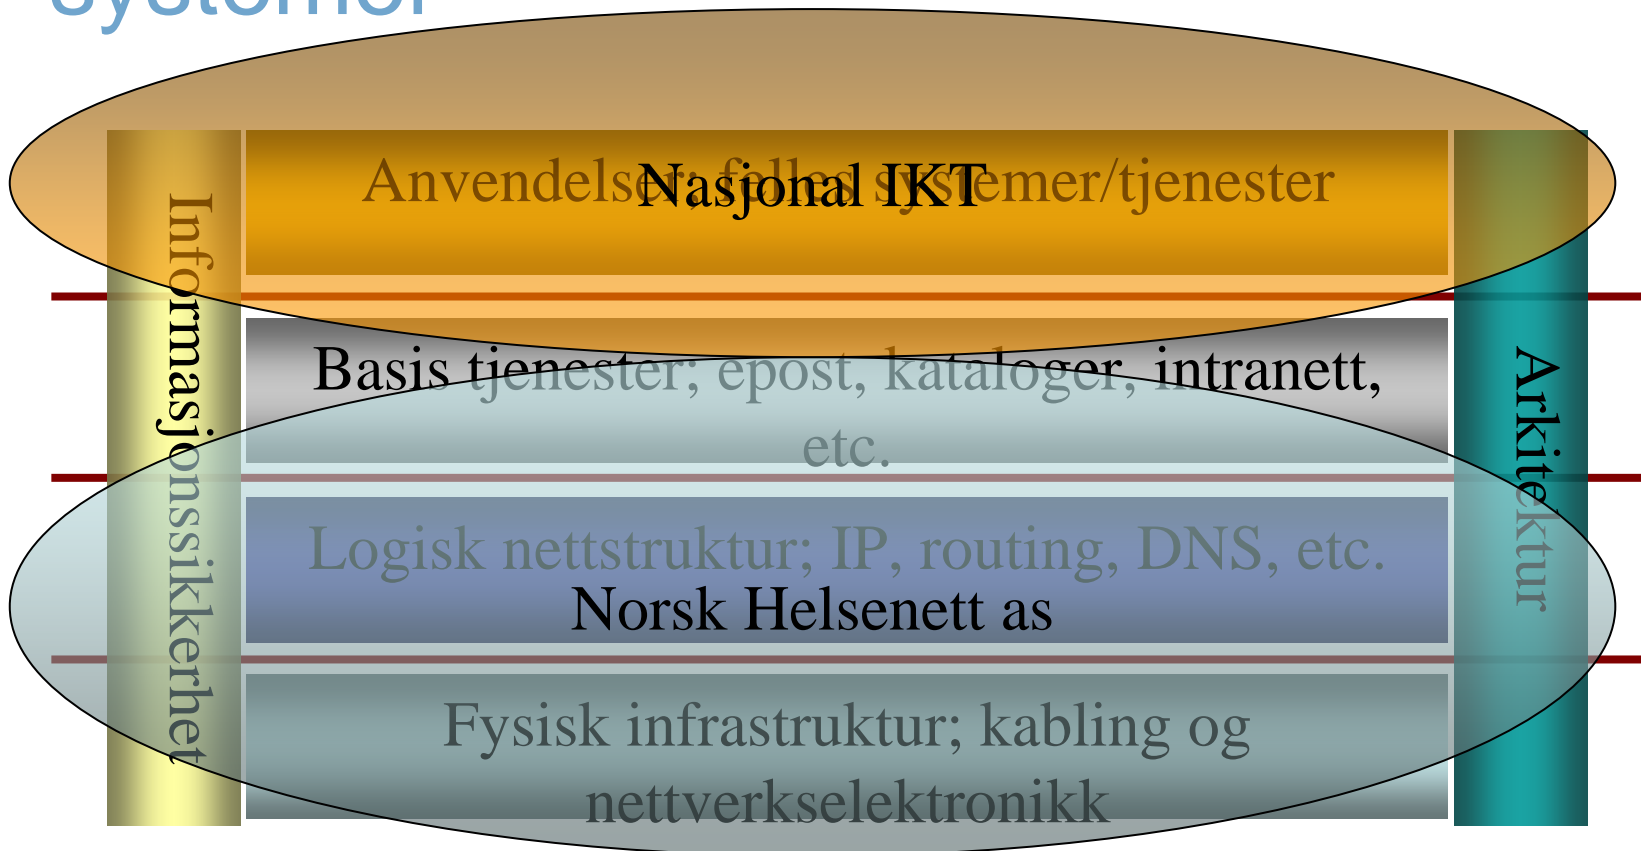 systemer
Anvendelser; felles systemer/tjenester
Nasjonal IKT
Informasjonssikkerhet
Basis tjenester; epost, kataloger, intranett,
etc.
Arkitektur
Logisk nettstruktur; IP, routing, DNS, etc.
Norsk Helsenett as
Fysisk infrastruktur; kabling og
nettverkselektronikk